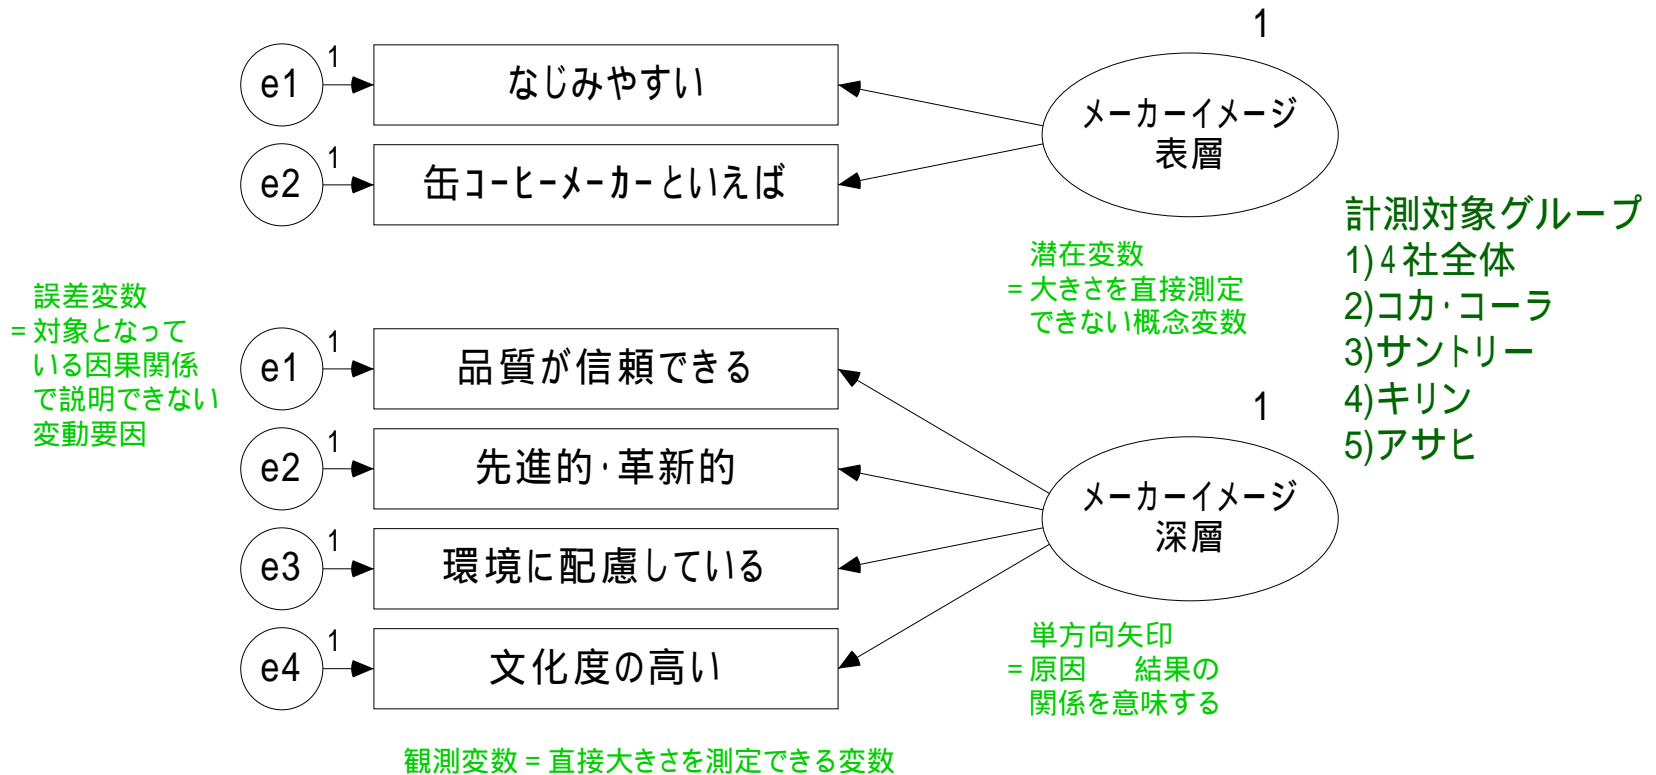 1
e1
1
なじみやすい
メーカーイメージ
表層
e2
1
缶コーヒーメーカーといえば
計測対象グループ
1)4社全体
2)コカ・コーラ
3)サントリー
4)キリン
5)アサヒ
潜在変数
=大きさを直接測定
できない概念変数
誤差変数
=対象となって
いる因果関係
で説明できない
変動要因
e1
1
品質が信頼できる
1
e2
1
先進的・革新的
メーカーイメージ
深層
e3
1
環境に配慮している
e4
1
文化度の高い
単方向矢印
=原因 結果の
関係を意味する
観測変数=直接大きさを測定できる変数